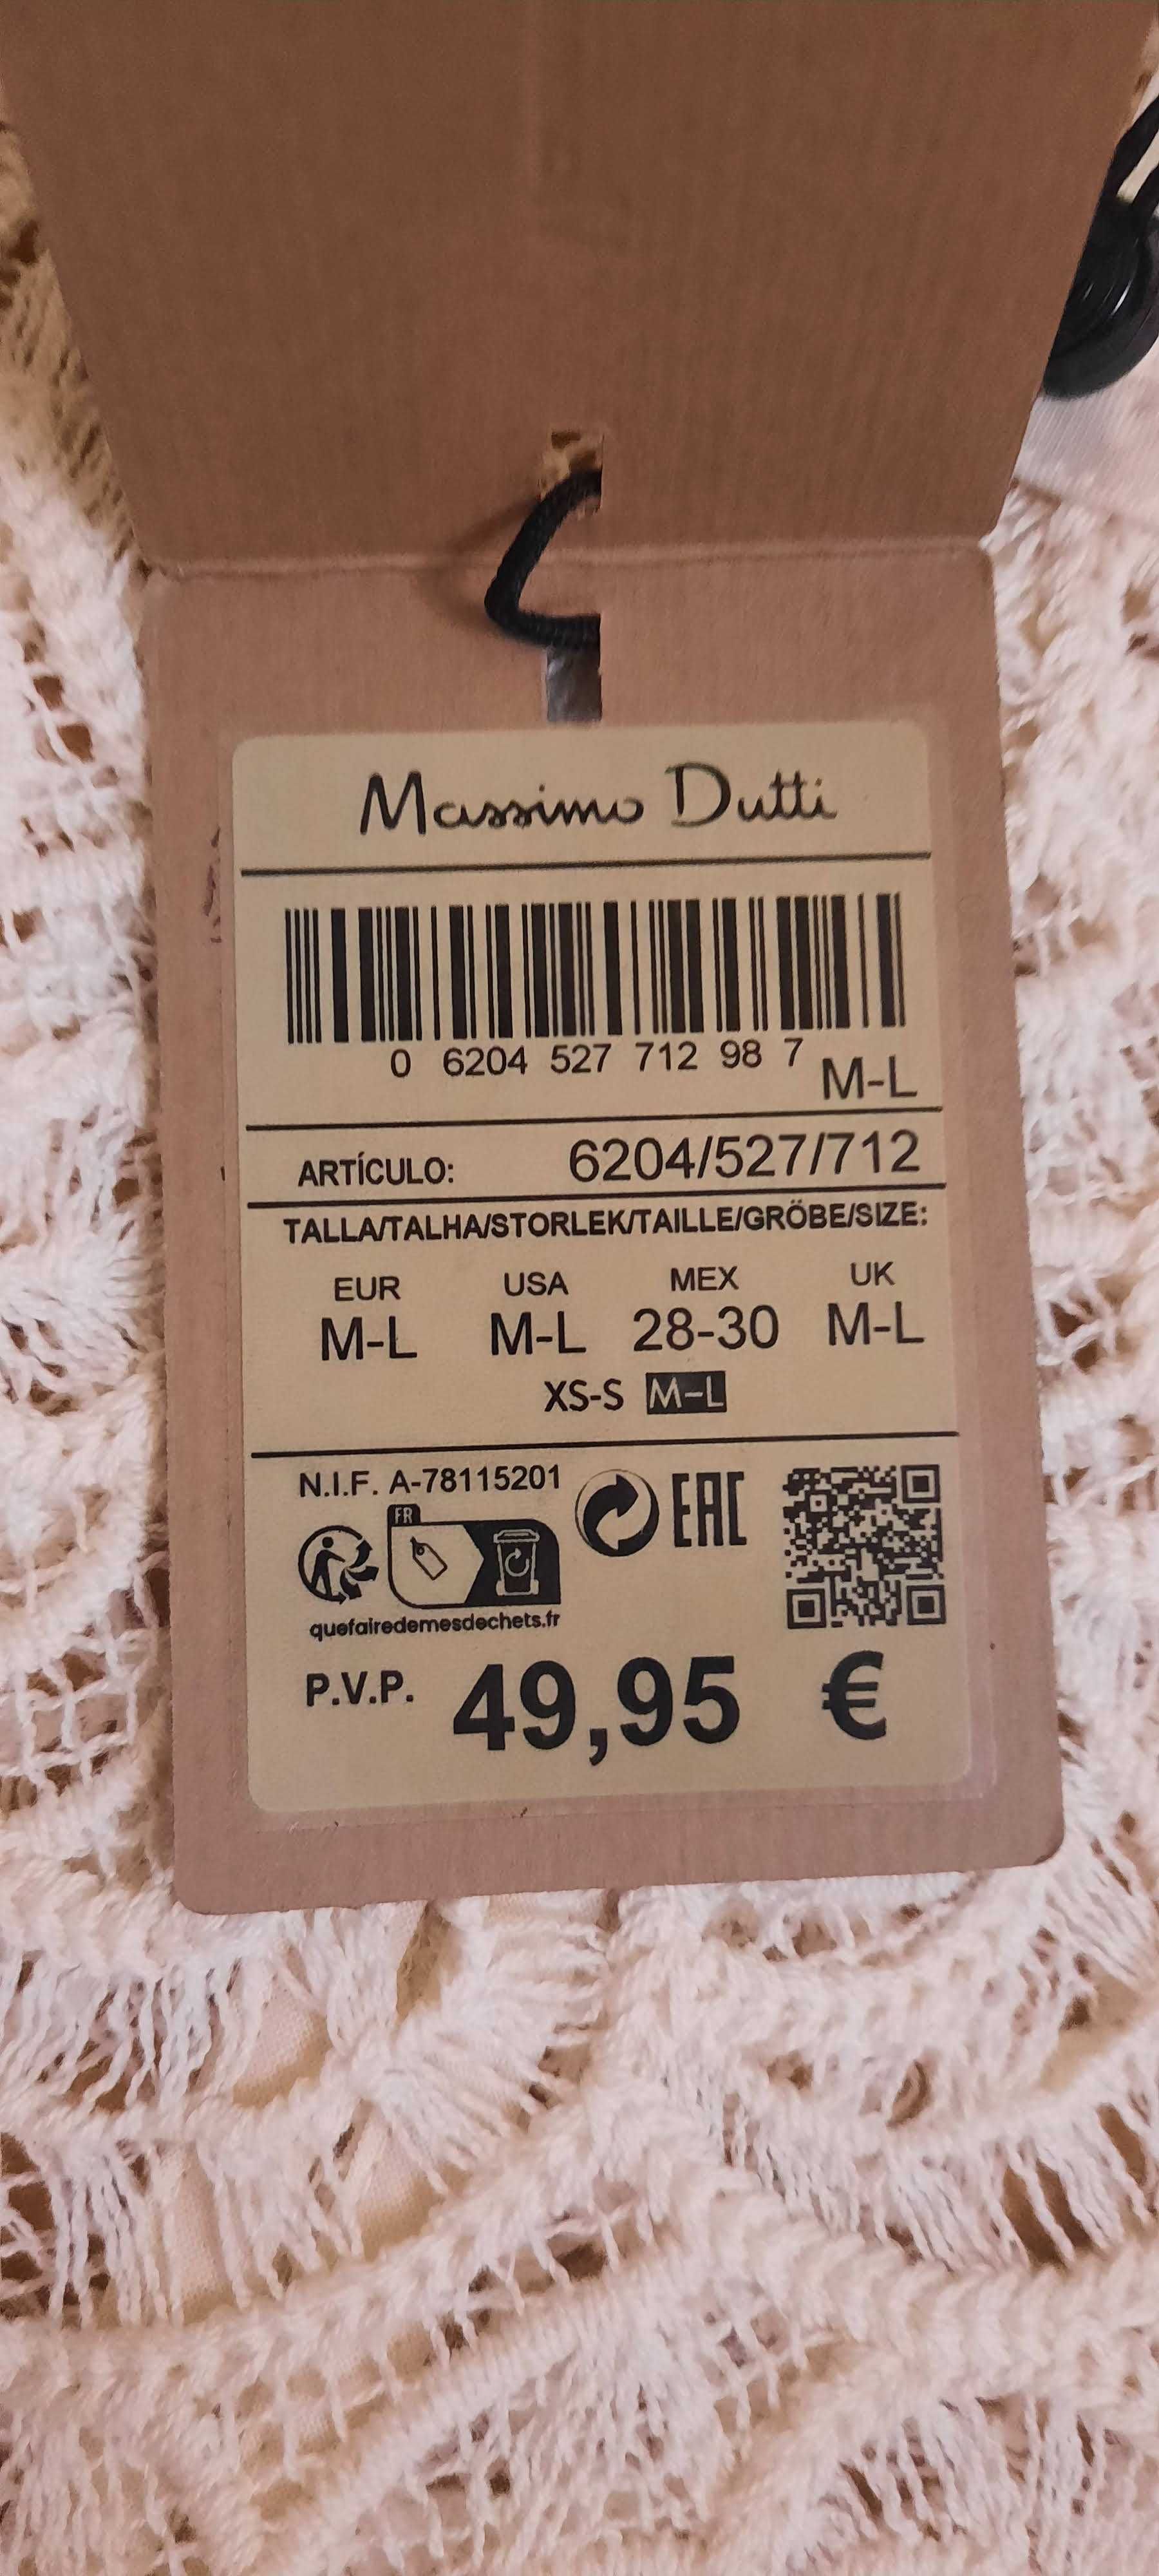 Massimo Dutti
0 6204 527 712 98 7
M-L
ARTÍCULO: 6204/527/712
TALLA/TALHA/STORLEK/TAILLE/GRÖBE/SIZE:
EUR USA MEX UK
M-L M-L 28-30 M-L
XS-S M-L
N.I.F. A-78115201
FR
EAC
quefairedemesdechets.fr
P.V.P. 49,95 €